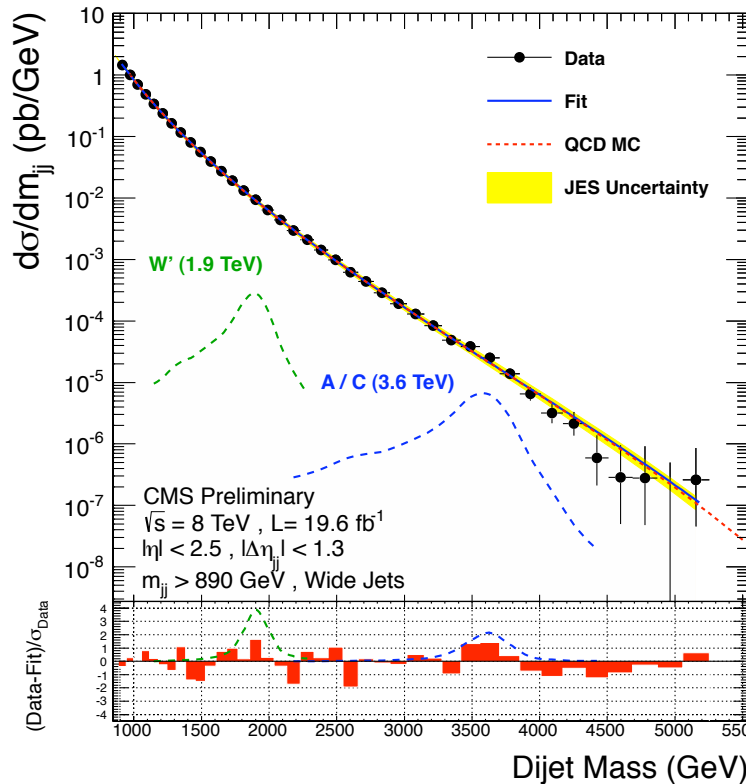 dσ/dm_jj (pb/GeV)
10
1
10^-1
10^-2
10^-3
10^-4
10^-5
10^-6
10^-7
10^-8
Data
Fit
QCD MC
JES Uncertainty
W' (1.9 TeV)
A / C (3.6 TeV)
CMS Preliminary
√s = 8 TeV , L= 19.6 fb^-1
|η| < 2.5 , |Δη_jj| < 1.3
m_jj > 890 GeV , Wide Jets
(Data-Fit)/σ_Data
4
3
2
1
0
-1
-2
-3
-4
1000 1500 2000 2500 3000 3500 4000 4500 5000
Dijet Mass (GeV)